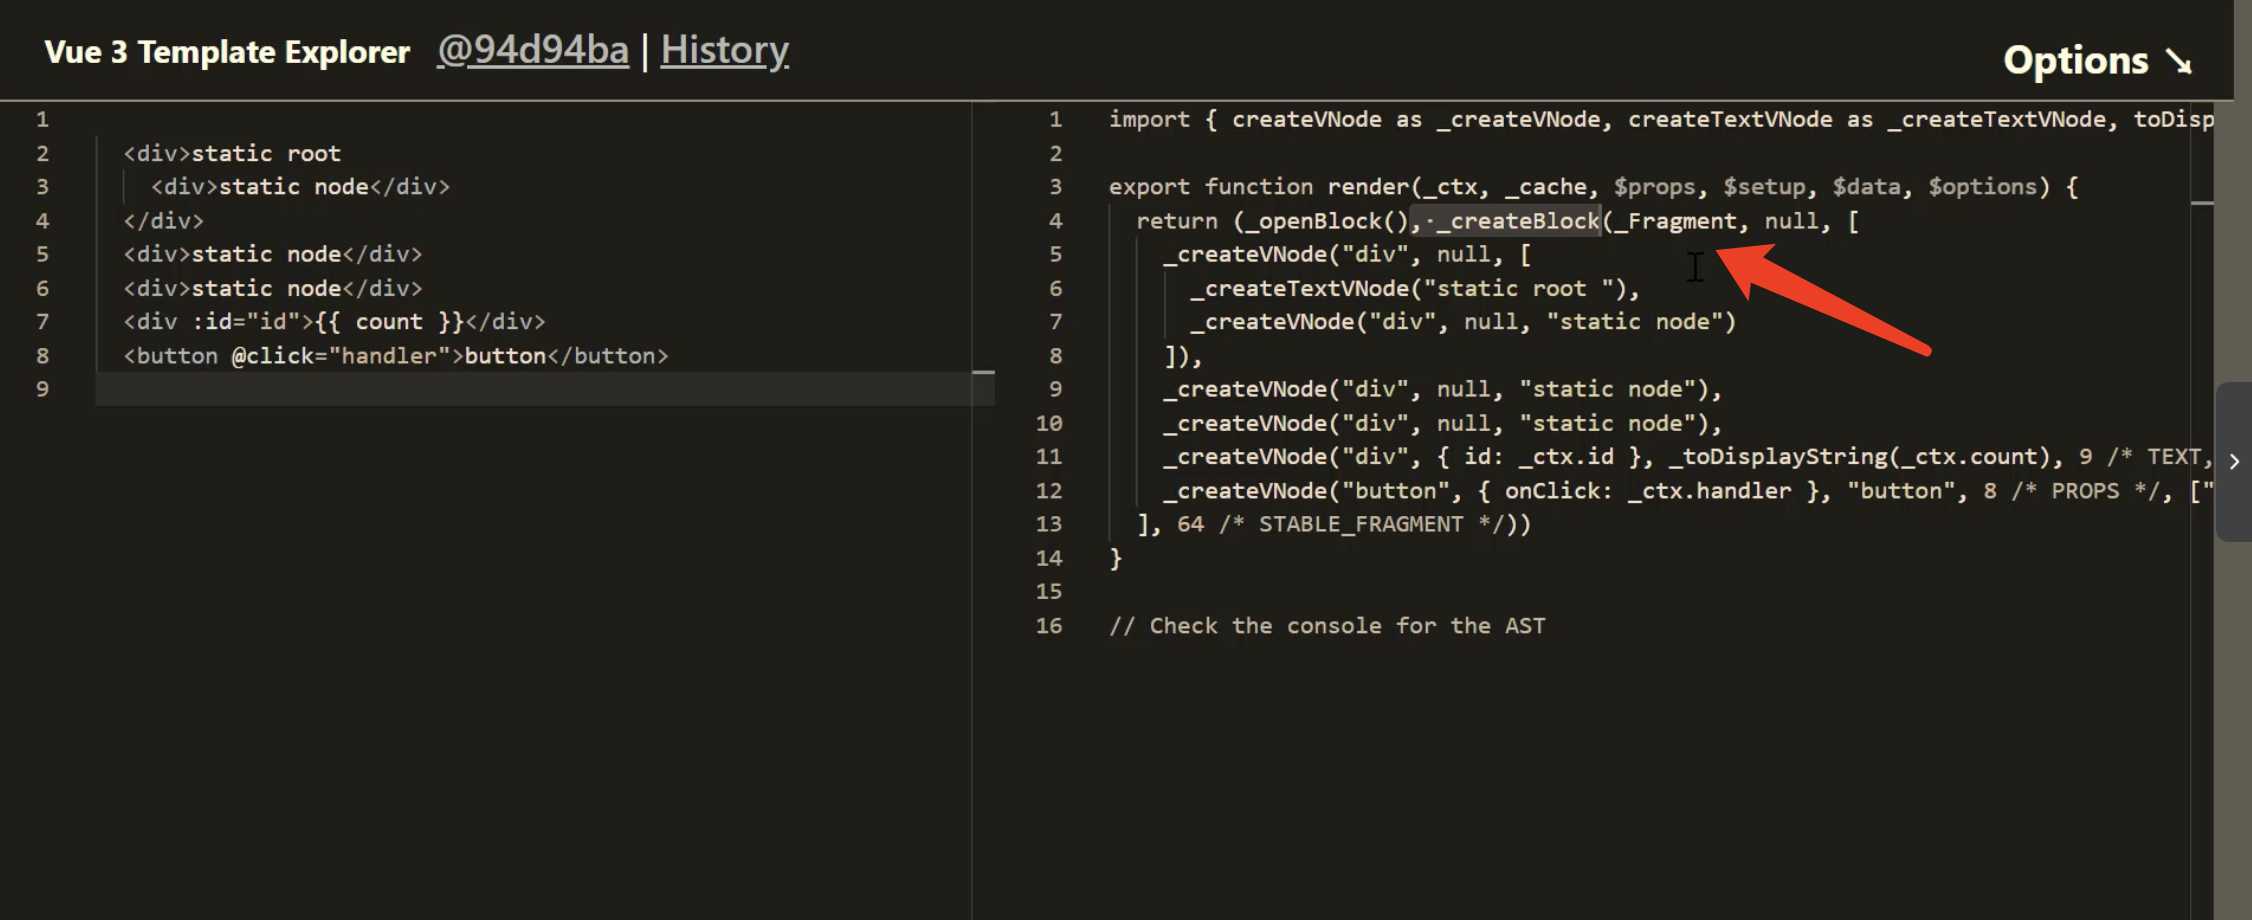 Vue 3 Template Explorer @94d94ba | History
Options ↘
1
2 <div>static root
3 <div>static node</div>
4 </div>
5 <div>static node</div>
6 <div>static node</div>
7 <div :id="id">{{ count }}</div>
8 <button @click="handler">button</button>
9
1 import { createVNode as _createVNode, createTextVNode as _createTextVNode, toDisp
2
3 export function render(_ctx, _cache, $props, $setup, $data, $options) {
4 return (_openBlock(),·_createBlock(_Fragment, null, [
5 _createVNode("div", null, [
6 _createTextVNode("static root "),
7 _createVNode("div", null, "static node")
8 ]),
9 _createVNode("div", null, "static node"),
10 _createVNode("div", null, "static node"),
11 _createVNode("div", { id: _ctx.id }, _toDisplayString(_ctx.count), 9 /* TEXT,
12 _createVNode("button", { onClick: _ctx.handler }, "button", 8 /* PROPS */, ["
13 ], 64 /* STABLE_FRAGMENT */))
14 }
15
16 // Check the console for the AST